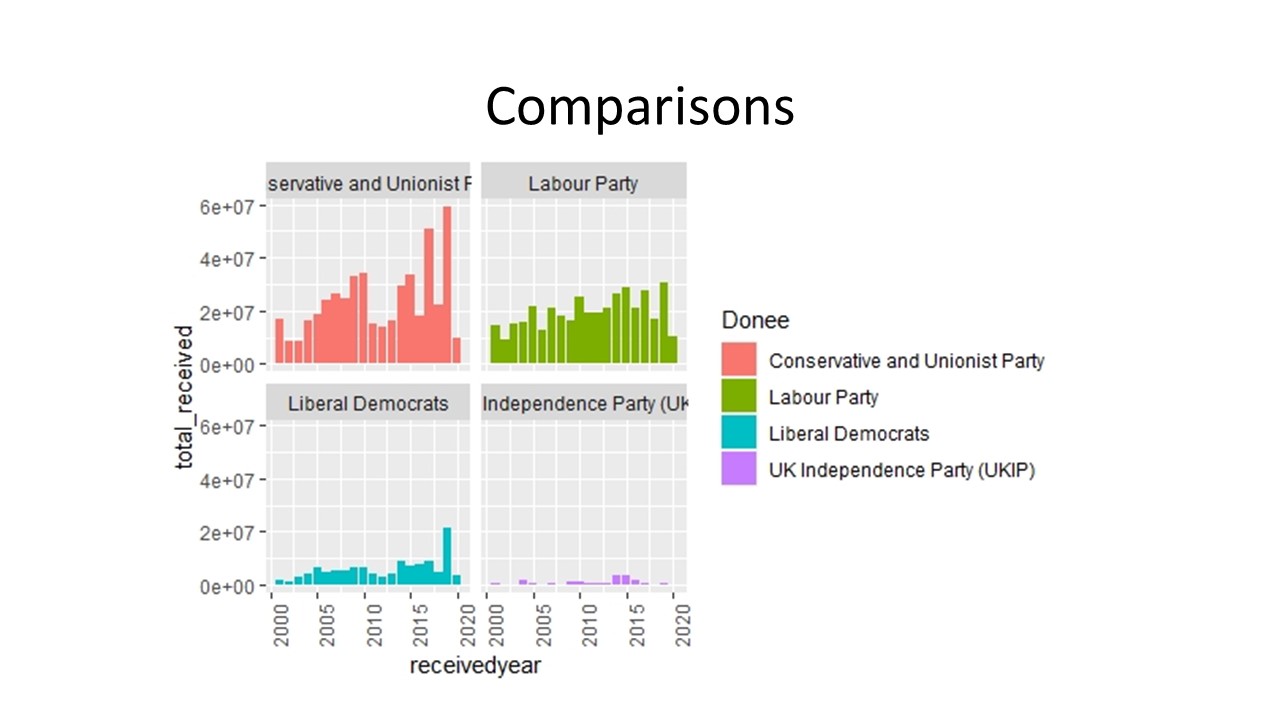 Comparisons
servative and Unionist P
Labour Party
6e+07
4e+07
2e+07
0e+00
Liberal Democrats
Independence Party (UK
6e+07
4e+07
2e+07
0e+00
total_received
2000
2005
2010
2015
2020
2000
2005
2010
2015
2020
receivedyear
Donee
Conservative and Unionist Party
Labour Party
Liberal Democrats
UK Independence Party (UKIP)